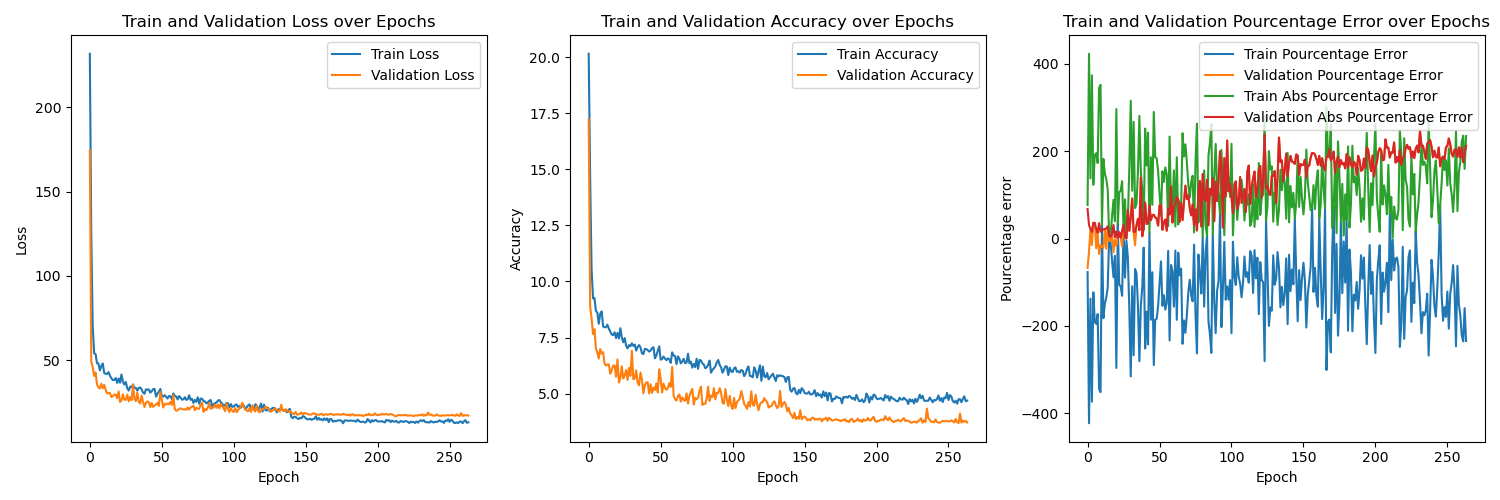 Train and Validation Loss over Epochs
Train Loss
Validation Loss
200
150
100
50
Loss
0
50
100
150
200
250
Epoch
Train and Validation Accuracy over Epochs
Train Accuracy
Validation Accuracy
20.0
17.5
15.0
12.5
10.0
7.5
5.0
Accuracy
0
50
100
150
200
250
Epoch
Train and Validation Pourcentage Error over Epochs
Train Pourcentage Error
Validation Pourcentage Error
Train Abs Pourcentage Error
Validation Abs Pourcentage Error
400
200
0
−200
−400
Pourcentage error
0
50
100
150
200
250
Epoch